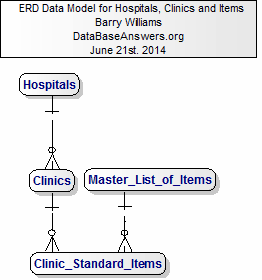 ERD Data Model for Hospitals, Clinics and Items
Barry Williams
DataBaseAnswers.org
June 21st. 2014
Hospitals
Clinics
Master_List_of_Items
Clinic_Standard_Items